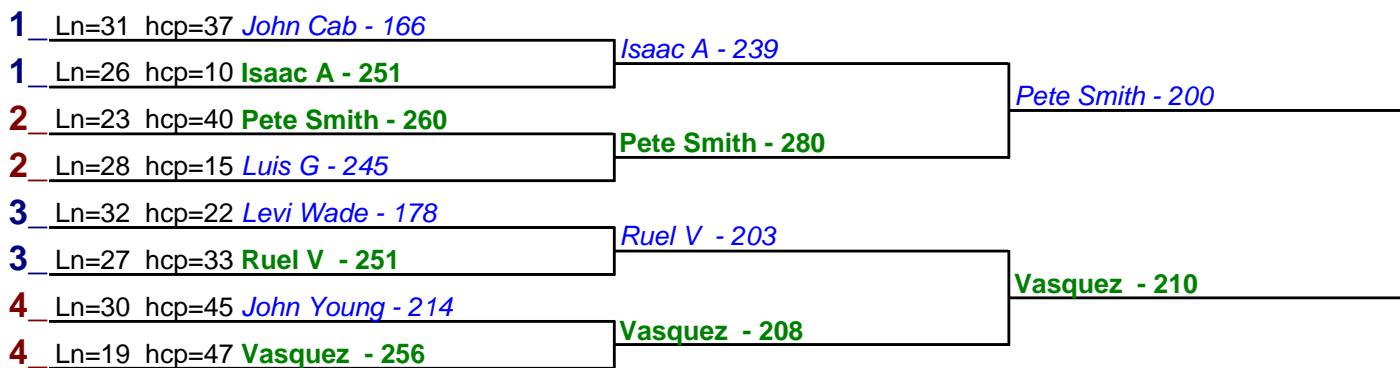 1_ Ln=31 hcp=37 John Cab - 166
Isaac A - 239
1_ Ln=26 hcp=10 Isaac A - 251
Pete Smith - 200
2_ Ln=23 hcp=40 Pete Smith - 260
Pete Smith - 280
2_ Ln=28 hcp=15 Luis G - 245
3_ Ln=32 hcp=22 Levi Wade - 178
Ruel V - 203
3_ Ln=27 hcp=33 Ruel V - 251
Vasquez - 210
4_ Ln=30 hcp=45 John Young - 214
Vasquez - 208
4_ Ln=19 hcp=47 Vasquez - 256